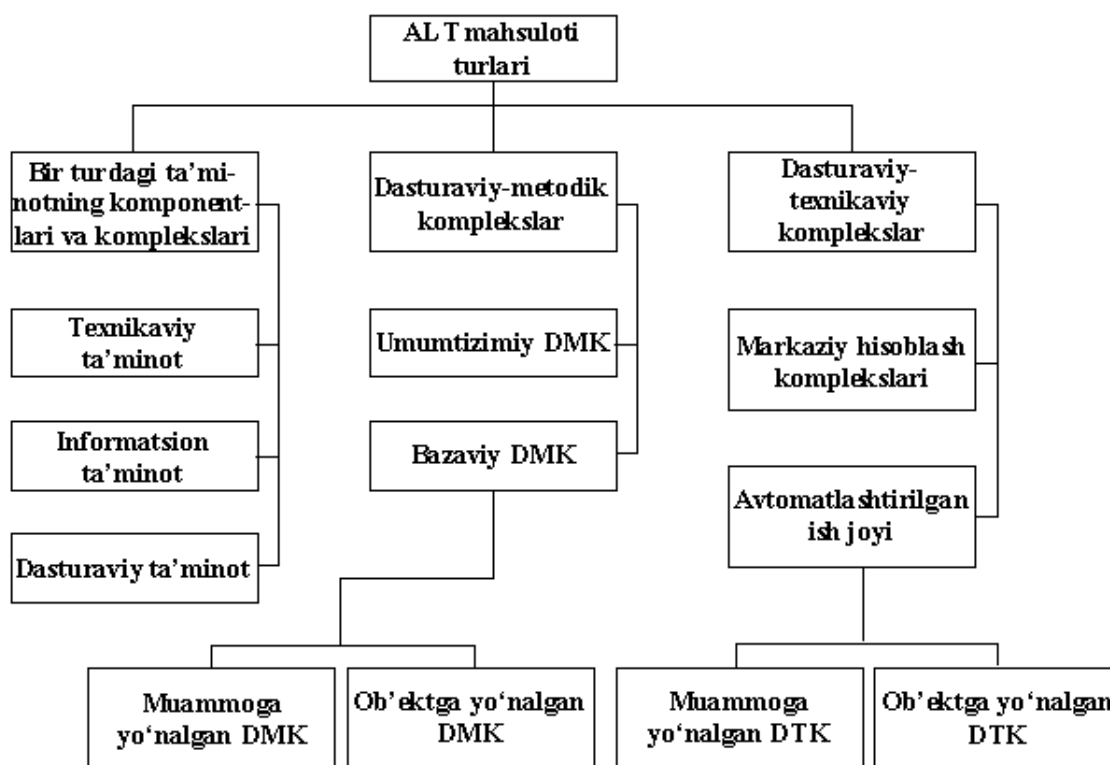 ALT mahsuloti
turlari
Bir turdagi ta’mi-
notning komponent-
lari va komplekslari
Dasturaviy-metodik
komplekslar
Dasturaviy-
texnikaviy
komplekslar
Texnikaviy
ta’minot
Umumtizimiy DMK
Markaziy hisoblash
komplekslari
Informatsion
ta’minot
Bazaviy DMK
Avtomatlashtirilgan
ish joyi
Dasturaviy ta’minot
Muammoga
yo‘nalgan DMK
Ob’ektga yo‘nalgan
DMK
Muammoga
yo‘nalgan DTK
Ob’ektga yo‘nalgan
DTK